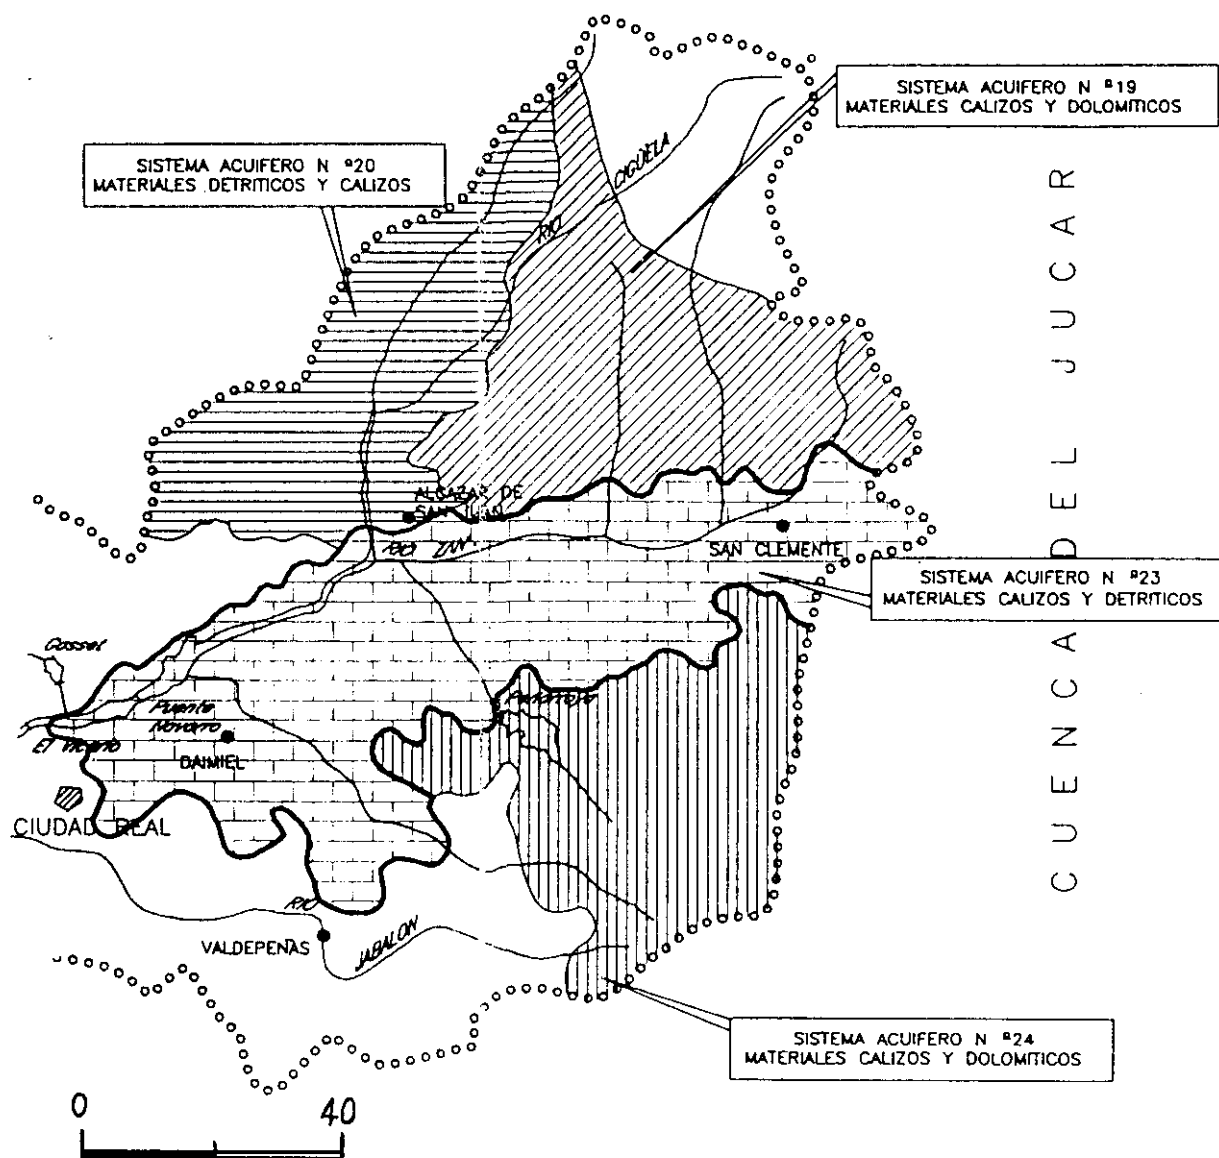 SISTEMA ACUIFERO N º19
MATERIALES CALIZOS Y DOLOMITICOS
SISTEMA ACUIFERO N º20
MATERIALES DETRITICOS Y CALIZOS
RIO CIGÜELA
CUENCA DEL JUCAR
ALCAZAR DE
SAN JUAN
RIO
SAN CLEMENTE
SISTEMA ACUIFERO N º23
MATERIALES CALIZOS Y DETRITICOS
Gasset
Puente
Navarro
El Vicario
DAIMIEL
CIUDAD REAL
RIO
JABALON
VALDEPEÑAS
SISTEMA ACUIFERO N º24
MATERIALES CALIZOS Y DOLOMITICOS
0 40